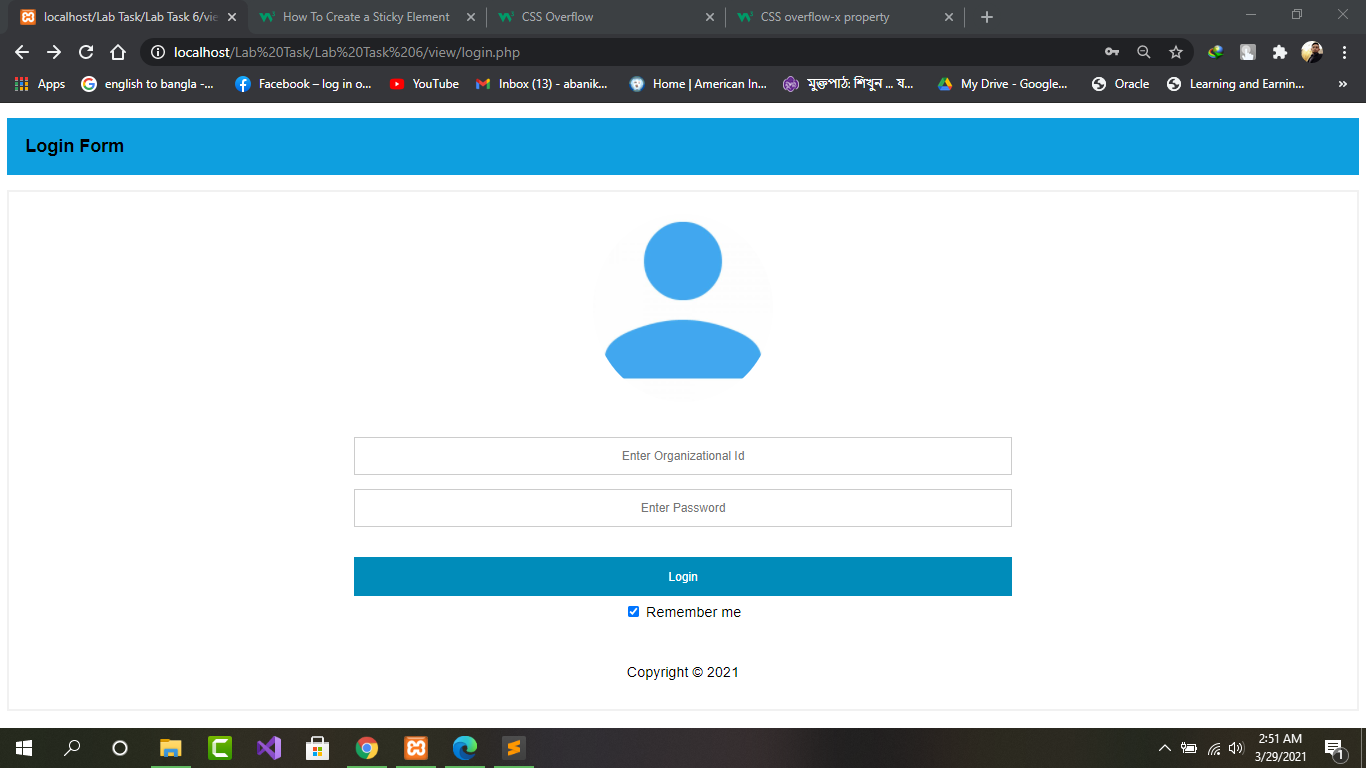 localhost/Lab Task/Lab Task 6/vie
How To Create a Sticky Element
CSS Overflow
CSS overflow-x property
localhost/Lab%20Task/Lab%20Task%206/view/login.php
Apps
english to bangla -...
Facebook – log in o...
YouTube
Inbox (13) - abanik...
Home | American In...
মুক্তপাঠ: শিখুন ... য...
My Drive - Google...
Oracle
Learning and Earnin...
»
Login Form
Enter Organizational Id
Enter Password
Login
Remember me
Copyright © 2021
2:51 AM
3/29/2021
1